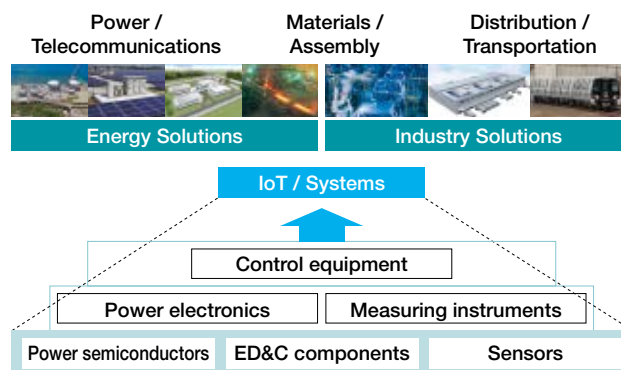 Power /
Telecommunications
Materials /
Assembly
Distribution /
Transportation
Energy Solutions
Industry Solutions
IoT / Systems
Control equipment
Power electronics
Measuring instruments
Power semiconductors
ED&C components
Sensors